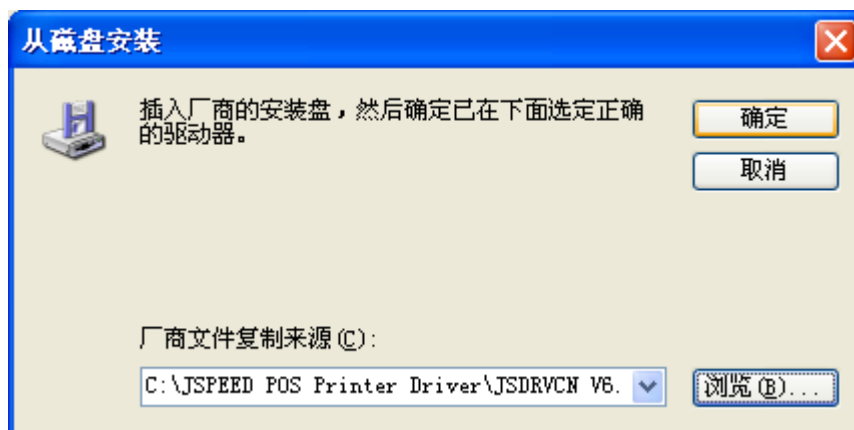 从磁盘安装
插入厂商的安装盘，然后确定已在下面选定正确
的驱动器。
确定
取消
厂商文件复制来源(C):
C:\JSPEED POS Printer Driver\JSDRVCN V6.
浏览(B)...